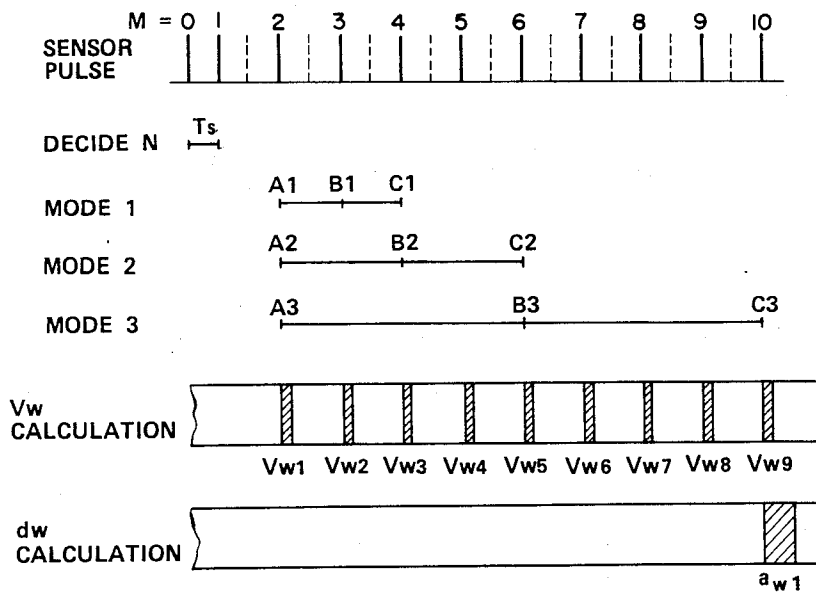 M = 0 1 2 3 4 5 6 7 8 9 10
SENSOR
PULSE
DECIDE N Ts
MODE 1 A1 B1 C1
MODE 2 A2 B2 C2
MODE 3 A3 B3 C3
Vw
CALCULATION
Vw1 Vw2 Vw3 Vw4 Vw5 Vw6 Vw7 Vw8 Vw9
dw
CALCULATION
aw1